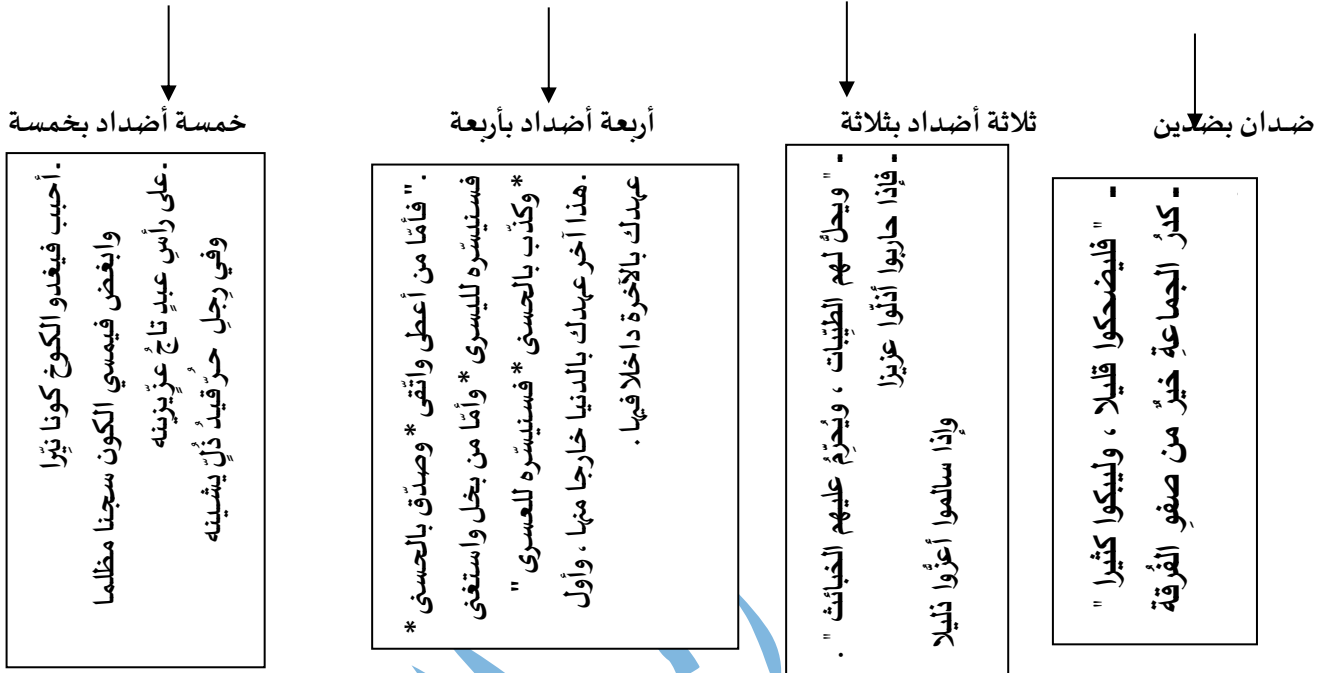 ضدان بضدين
ـ " فليضحكوا قليلا ، وليبكوا كثيرا "
ـ كدرُ الجماعةِ خيرٌ من صفوِ الفُرقة
ثلاثة أضداد بثلاثة
ـ " ويحلُّ لهم الطيّبات ، ويُحرّمُ عليهم الخبائث " .
ـ فإذا حاربوا أذلّوا عزيزا
وإذا سالموا أعزُّوا ذليلا
أربعة أضداد بأربعة
. "فأمّا من أعطى واتّقى * وصدّق بالحسنى *
فسنيسّره لليسرى * وأمّا من بخل واستغنى
* وكذّب بالحسنى * فسنيسّره للعسرى "
. هذا آخر عهدك بالدنيا خارجا منها ، وأول
عهدك بالآخرة داخلا فيها .
خمسة أضداد بخمسة
. أحبب فيغدو الكوخ كونا نيّرا
وابغض فيمسي الكون سجنا مظلما
. على رأسِ عبدٍ تاجُ عزٍّ يزينه
وفي رِجلِ حرٍّ قيدُ ذُلٍّ يشينه